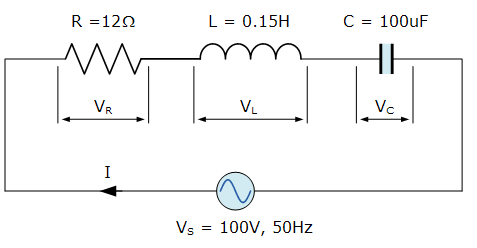 R =12Ω
L = 0.15H
C = 100uF
VR
VL
VC
I
VS = 100V, 50Hz